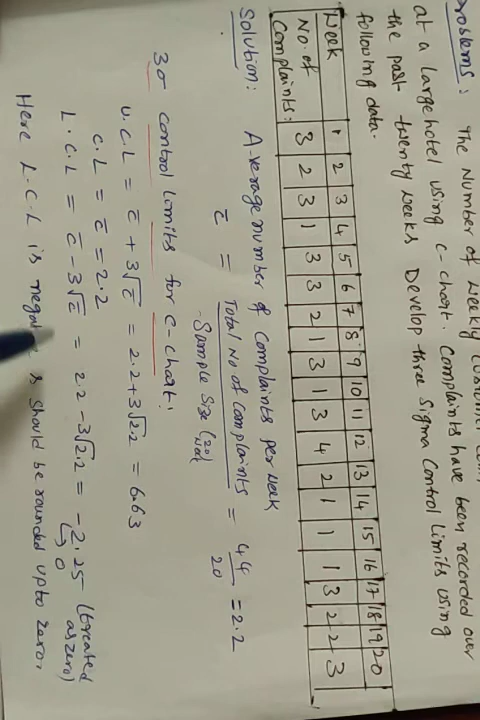 Problems: The Number of Weekly Customer
at a large hotel using c-chart. Complaints have been recorded over
the past twenty weeks Develop three Sigma Control Limits using
following data.
Week 1 2 3 4 5 6 7 8 9 10 11 12 13 14 15 16 17 18 19 20
No. of Complaints: 3 2 3 1 3 3 2 1 3 1 3 4 2 1 1 1 3 2 2 3
Solution: Average number of Complaints per week
c̅ = Total No of Complaints / Sample Size (20) = 44/20 = 2.2
3σ control limits for c-chart:
U.C.L = c̅ + 3√c̅ = 2.2 + 3√2.2 = 6.63
C.L = c̅ = 2.2
L.C.L = c̅ - 3√c̅ = 2.2 - 3√2.2 = -2.25 (treated as zero)
↳ 0
Here L.C.L is should be rounded upto zero.